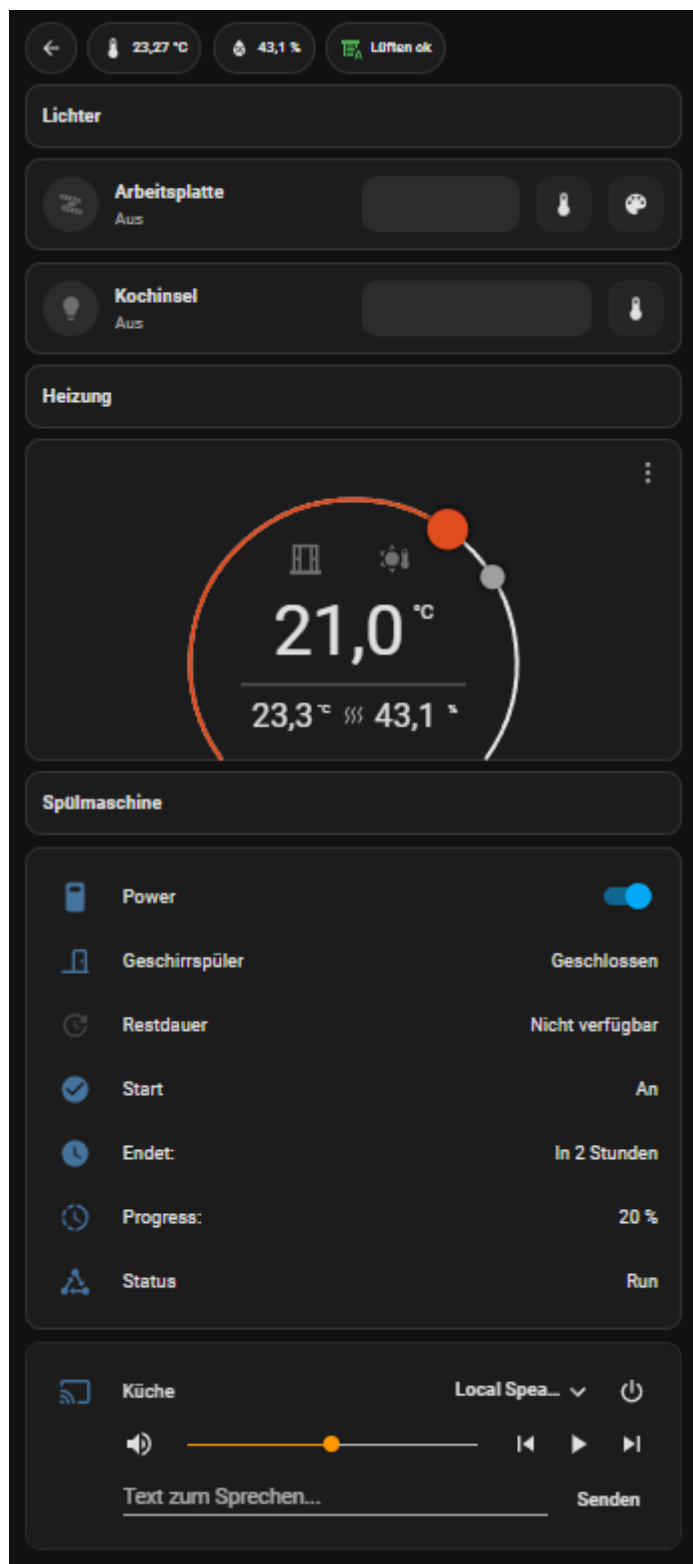 23,27 °C 43,1 % Lüften ok
Lichter
Arbeitsplatte
Aus
Kochinsel
Aus
Heizung
21,0 °C
23,3 °C 43,1 %
Spülmaschine
Power
Geschirrspüler Geschlossen
Restdauer Nicht verfügbar
Start An
Endet: In 2 Stunden
Progress: 20 %
Status Run
Küche Local Spea...
Text zum Sprechen... Senden